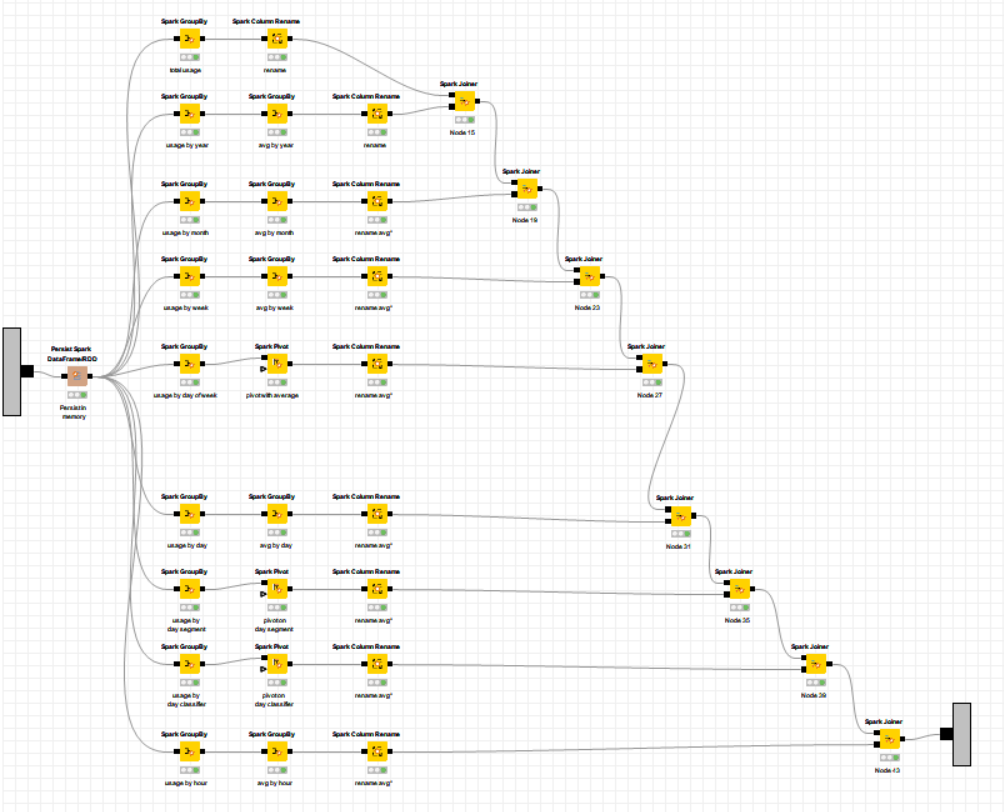 Spark GroupBy
Spark Column Rename
total usage
rename
Spark Joiner
Node 15
Spark GroupBy
Spark GroupBy
Spark Column Rename
usage by year
avg by year
rename
Spark Joiner
Node 19
Spark GroupBy
Spark GroupBy
Spark Column Rename
usage by month
avg by month
rename avg*
Spark Joiner
Node 23
Spark GroupBy
Spark GroupBy
Spark Column Rename
usage by week
avg by week
rename avg*
Persist Spark
DataFrame/RDD
Persist in
memory
Spark GroupBy
Spark Pivot
Spark Column Rename
usage by day of week
pivot with average
rename avg*
Spark Joiner
Node 27
Spark GroupBy
Spark GroupBy
Spark Column Rename
usage by day
avg by day
rename avg*
Spark Joiner
Node 31
Spark GroupBy
Spark Pivot
Spark Column Rename
usage by
day segment
pivot on
day segment
rename avg*
Spark Joiner
Node 35
Spark GroupBy
Spark Pivot
Spark Column Rename
usage by
day classifier
pivot on
day classifier
rename avg*
Spark Joiner
Node 39
Spark GroupBy
Spark GroupBy
Spark Column Rename
usage by hour
avg by hour
rename avg*
Spark Joiner
Node 43